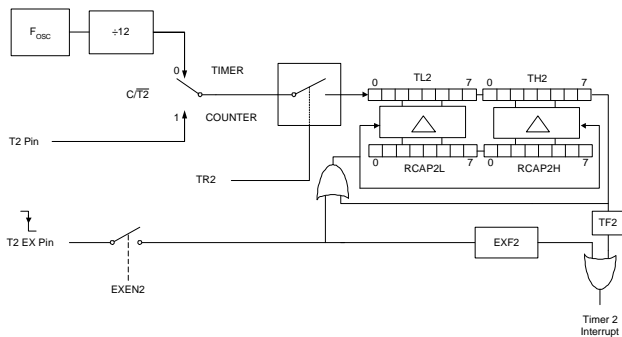 FOSC
÷12
0
TIMER
C/T2
1
COUNTER
T2 Pin
TR2
0
TL2
7
0
TH2
7
0
RCAP2L
7
0
RCAP2H
7
TF2
T2 EX Pin
EXEN2
EXF2
Timer 2
Interrupt